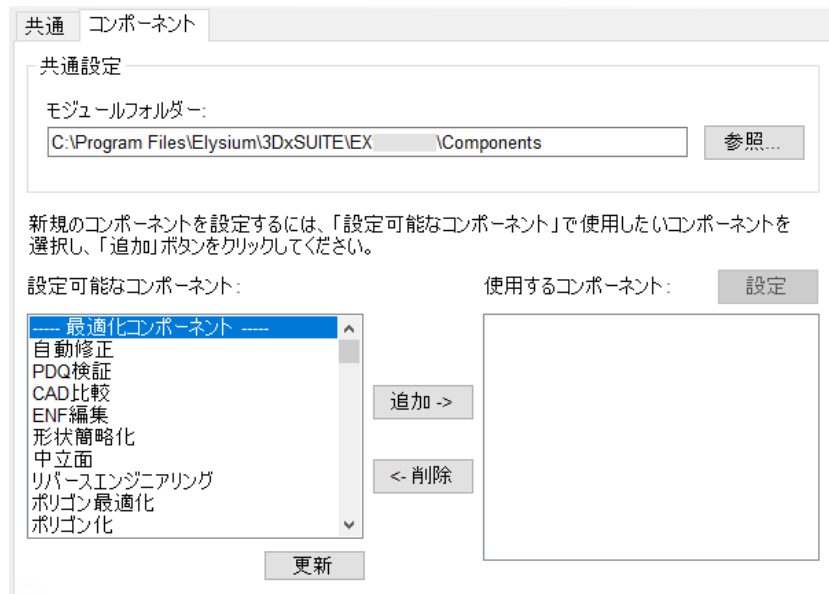 共通 コンポーネント
共通設定
モジュールフォルダー:
C:\Program Files\Elysium\3DxSUITE\EX \Components 参照...
新規のコンポーネントを設定するには、「設定可能なコンポーネント」で使用したいコンポーネントを
選択し、「追加」ボタンをクリックしてください。
設定可能なコンポーネント: 使用するコンポーネント: 設定
----- 最適化コンポーネント -----
自動修正
PDQ検証
CAD比較
ENF編集
形状簡略化
中立面
リバースエンジニアリング
ポリゴン最適化
ポリゴン化
追加 ->
<- 削除
更新